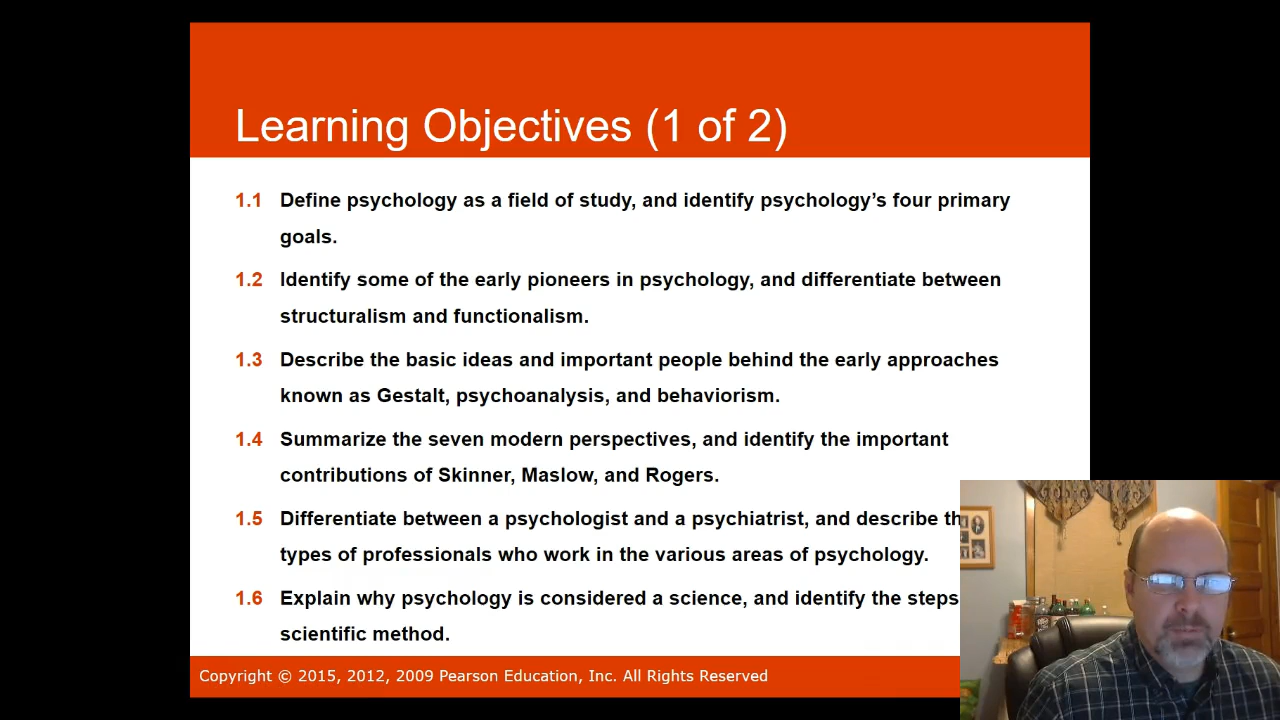 Learning Objectives (1 of 2)
1.1 Define psychology as a field of study, and identify psychology’s four primary
goals.
1.2 Identify some of the early pioneers in psychology, and differentiate between
structuralism and functionalism.
1.3 Describe the basic ideas and important people behind the early approaches
known as Gestalt, psychoanalysis, and behaviorism.
1.4 Summarize the seven modern perspectives, and identify the important
contributions of Skinner, Maslow, and Rogers.
1.5 Differentiate between a psychologist and a psychiatrist, and describe
types of professionals who work in the various areas of psychology.
1.6 Explain why psychology is considered a science, and identify the steps
scientific method.
Copyright © 2015, 2012, 2009 Pearson Education, Inc. All Rights Reserved